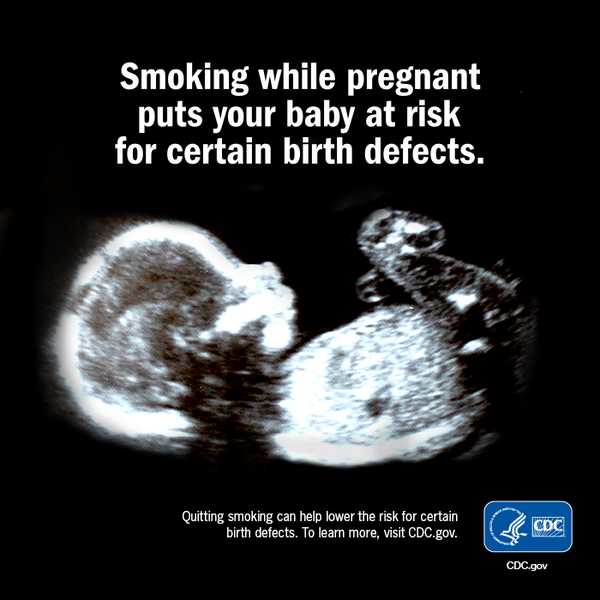 Smoking while pregnant
puts your baby at risk
for certain birth defects.
Quitting smoking can help lower the risk for certain
birth defects. To learn more, visit CDC.gov.
CDC
CDC.gov